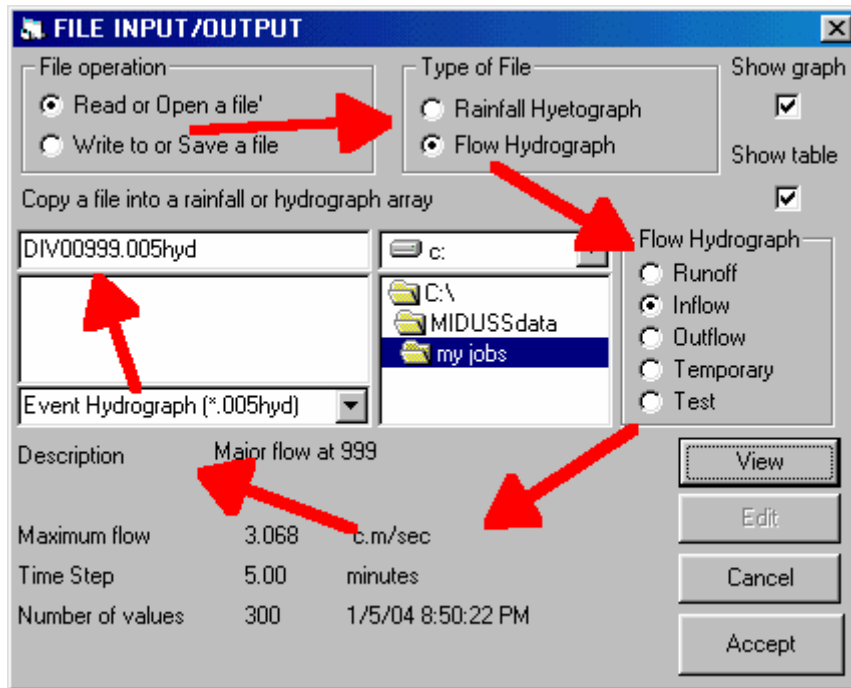 FILE INPUT/OUTPUT
File operation
Read or Open a file'
Write to or Save a file
Type of File
Rainfall Hyetograph
Flow Hydrograph
Show graph
Show table
Copy a file into a rainfall or hydrograph array
DIV00999.005hyd
Event Hydrograph (*.005hyd)
c:
C:\
MIDUSSdata
my jobs
Flow Hydrograph
Runoff
Inflow
Outflow
Temporary
Test
Description Major flow at 999
Maximum flow 3.068 c.m/sec
Time Step 5.00 minutes
Number of values 300 1/5/04 8:50:22 PM
View
Edit
Cancel
Accept